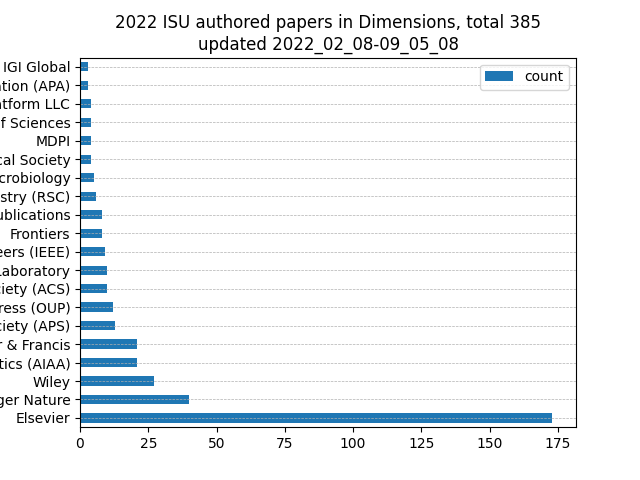 2022 ISU authored papers in Dimensions, total 385
updated 2022_02_08-09_05_08
count
IGI Global
ation (APA)
tform LLC
f Sciences
MDPI
cal Society
crobiology
istry (RSC)
ublications
Frontiers
eers (IEEE)
Laboratory
ciety (ACS)
ress (OUP)
ciety (APS)
r & Francis
tics (AIAA)
Wiley
ger Nature
Elsevier
0 25 50 75 100 125 150 175